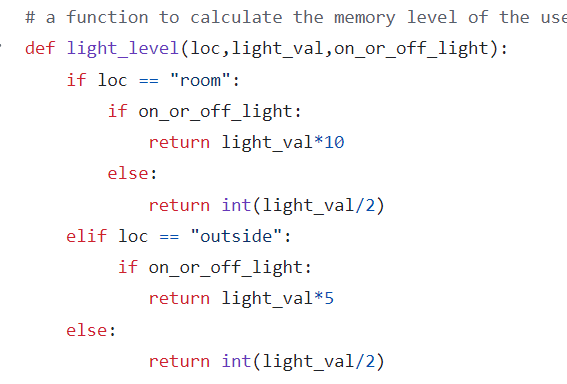 # a function to calculate the memory level of the use
def light_level(loc,light_val,on_or_off_light):
    if loc == "room":
        if on_or_off_light:
            return light_val*10
        else:
            return int(light_val/2)
    elif loc == "outside":
         if on_or_off_light:
            return light_val*5
    else:
            return int(light_val/2)